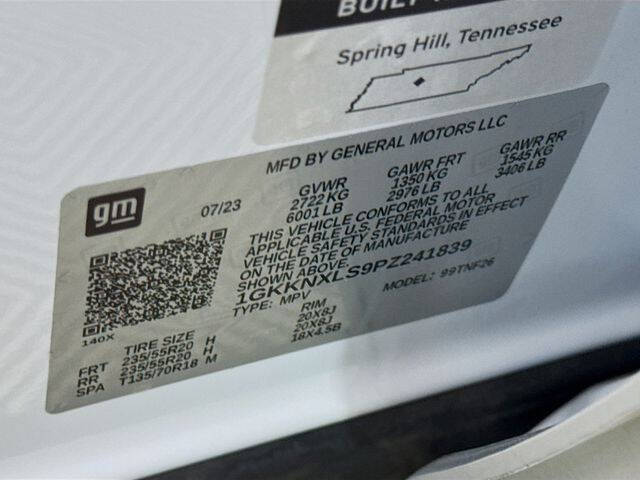 BUILT
Spring Hill, Tennessee
MFD BY GENERAL MOTORS LLC
gm
07/23
GVWR GAWR FRT GAWR RR
2722 KG 1350 KG 1545 KG
6001 LB 2976 LB 3406 LB
THIS VEHICLE CONFORMS TO ALL
APPLICABLE U.S. FEDERAL MOTOR
VEHICLE SAFETY STANDARDS IN EFFECT
ON THE DATE OF MANUFACTURE
SHOWN ABOVE.
1GKKNXLS9PZ241839
TYPE: MPV MODEL: 99TNF26
140X
TIRE SIZE RIM
FRT 235/55R20 H 20X8J
RR 235/55R20 H 20X8J
SPA T135/70R18 M 18X4.5B